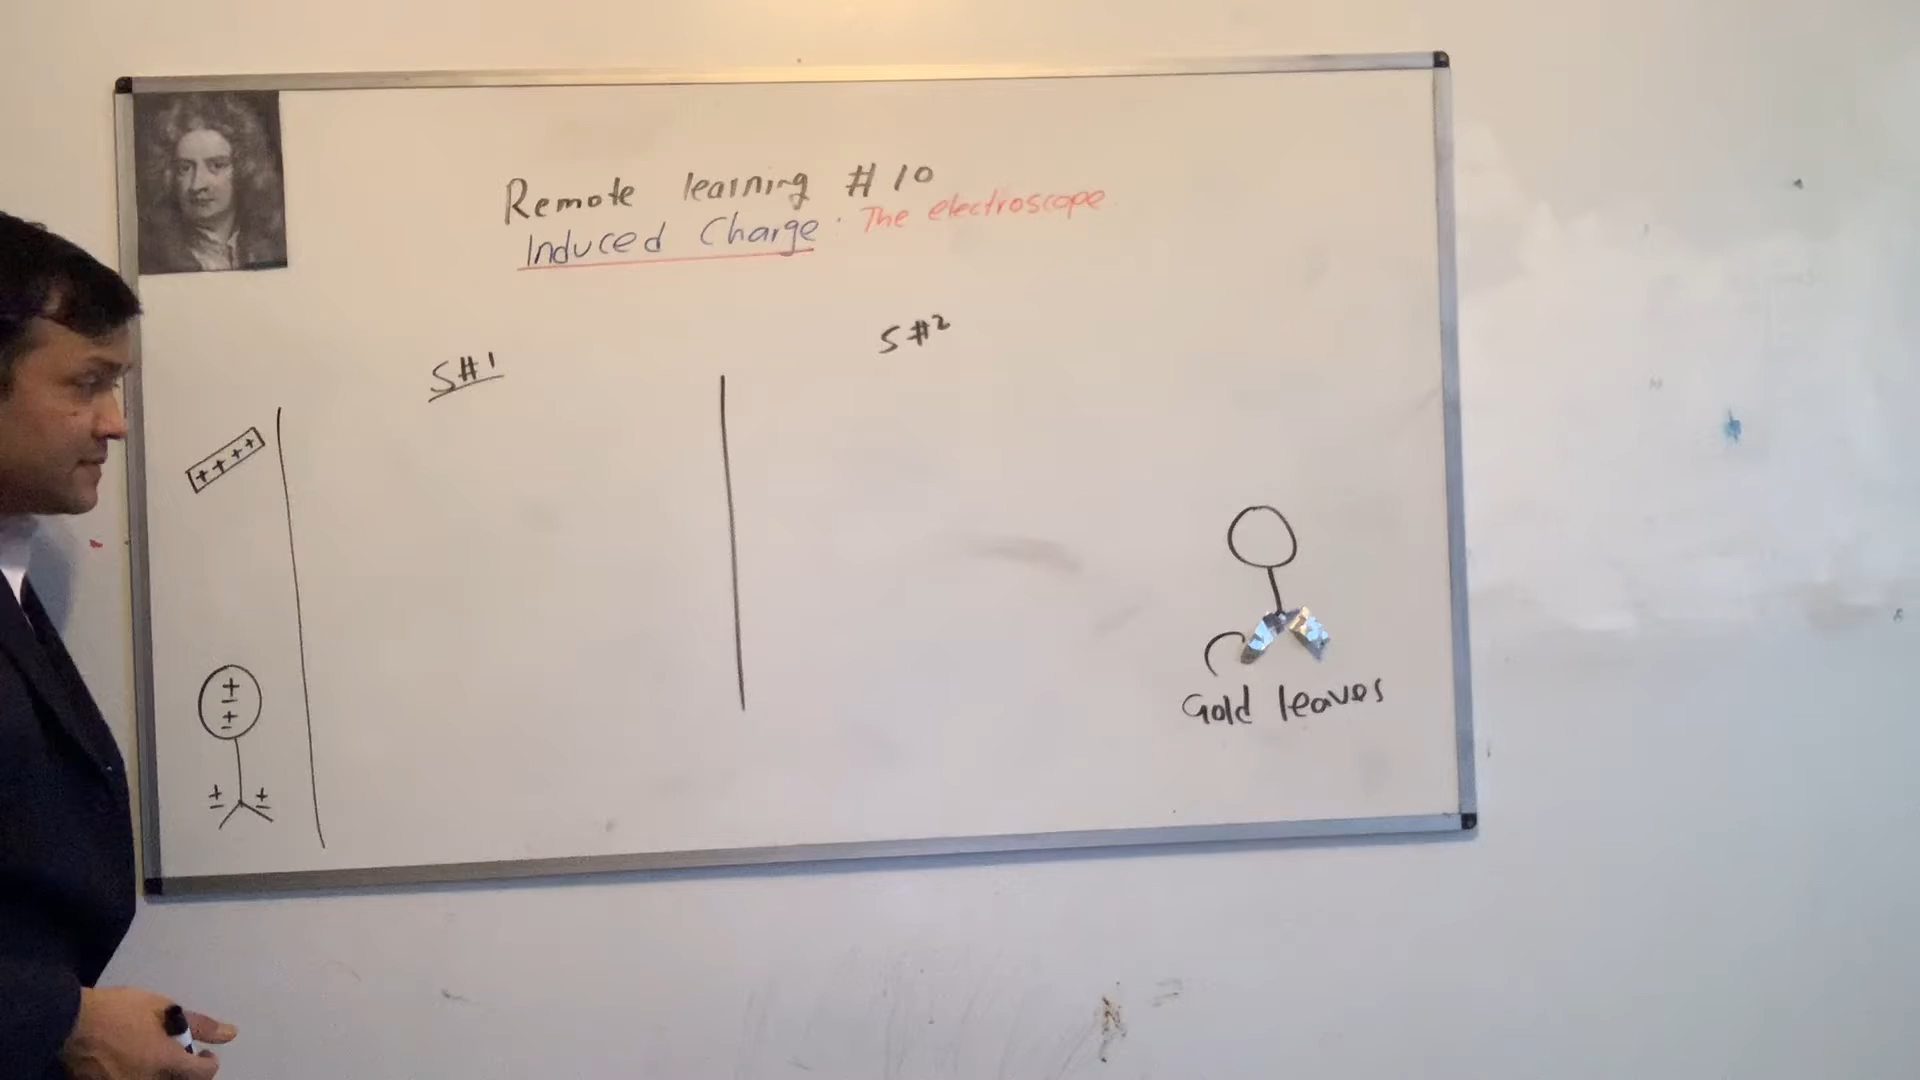 Remote learning #10
Induced Charge: The electroscope
S#1
S#2
++++
±
±
± ±
Gold leaves